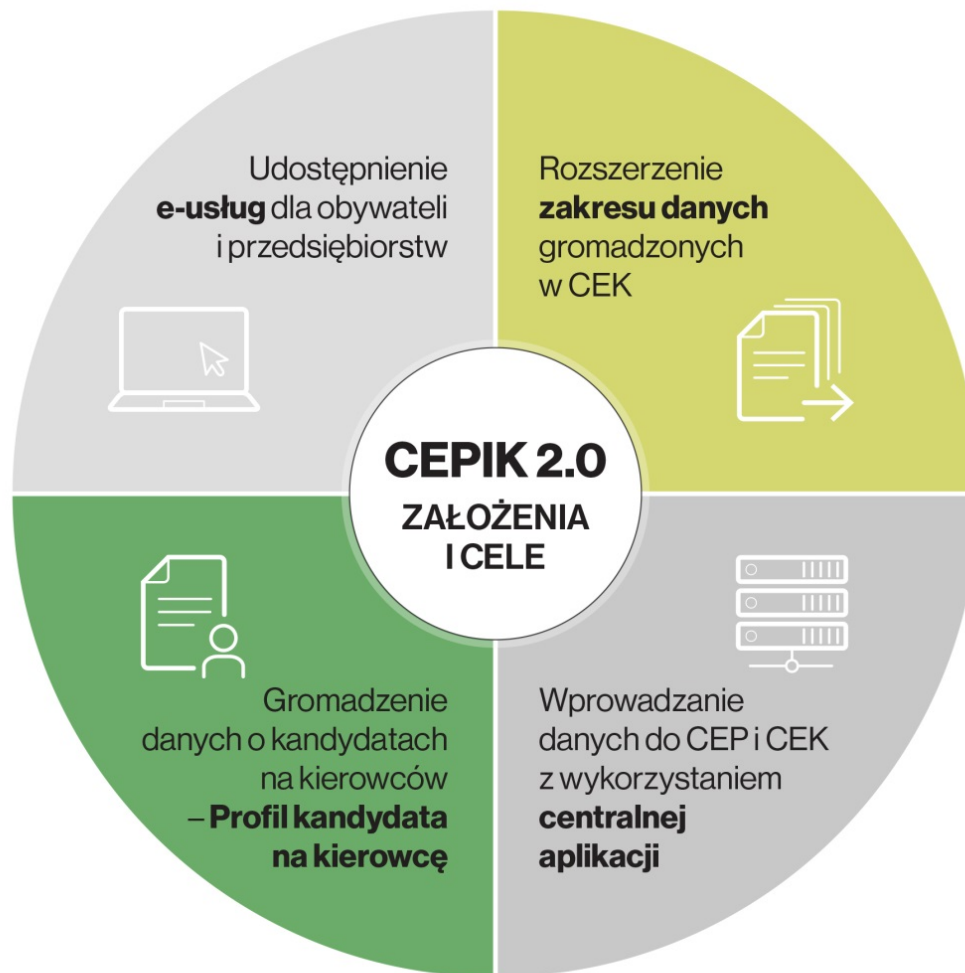 Udostępnienie
e-usług dla obywateli
i przedsiębiorstw
Rozszerzenie
zakresu danych
gromadzonych
w CEK
CEPIK 2.0
ZAŁOŻENIA
I CELE
Gromadzenie
danych o kandydatach
na kierowców
– Profil kandydata
na kierowcę
Wprowadzanie
danych do CEP i CEK
z wykorzystaniem
centralnej
aplikacji